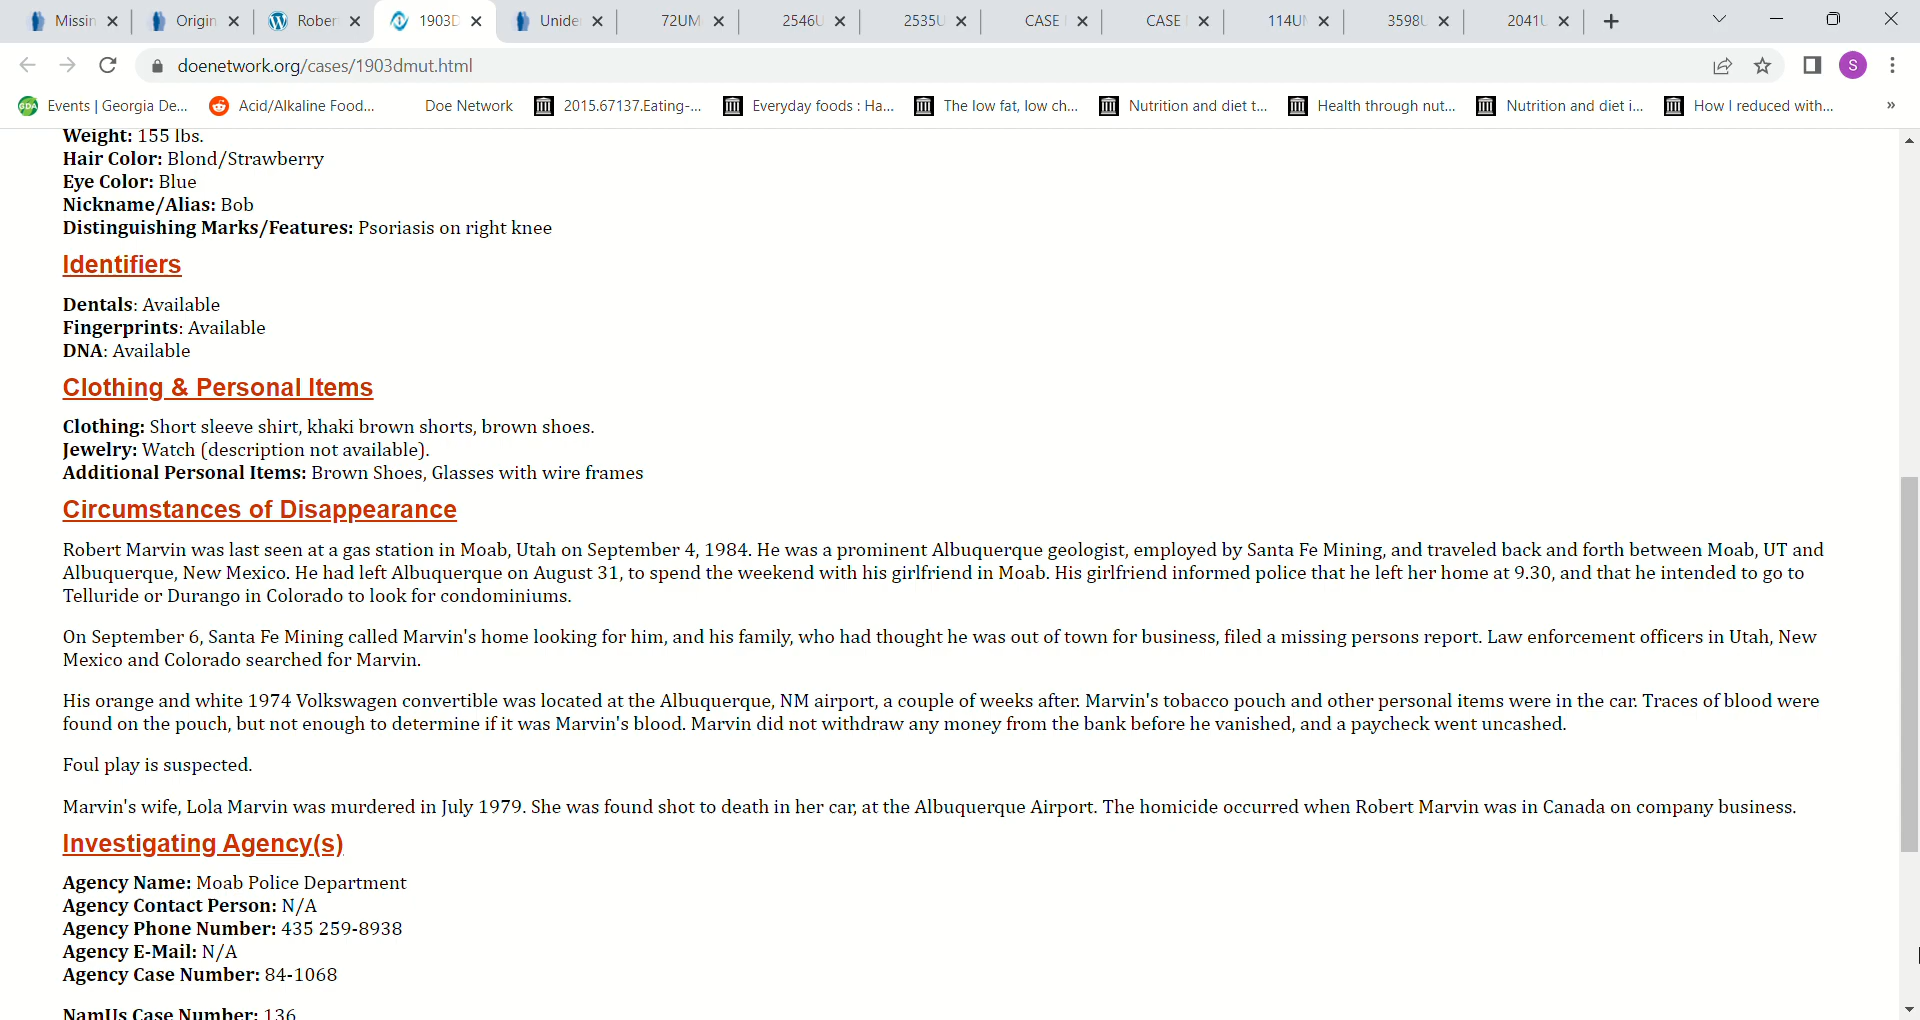 Missin
Origin
Rober
1903D
Unide
72UM
2546U
2535U
CASE
CASE
114U
3598U
2041U
doenetwork.org/cases/1903dmut.html
S
Events | Georgia De...
Acid/Alkaline Food...
Doe Network
2015.67137.Eating-...
Everyday foods : Ha...
The low fat, low ch...
Nutrition and diet t...
Health through nut...
Nutrition and diet i...
How I reduced with...
»
Weight: 155 lbs.
Hair Color: Blond/Strawberry
Eye Color: Blue
Nickname/Alias: Bob
Distinguishing Marks/Features: Psoriasis on right knee
Identifiers
Dentals: Available
Fingerprints: Available
DNA: Available
Clothing & Personal Items
Clothing: Short sleeve shirt, khaki brown shorts, brown shoes.
Jewelry: Watch (description not available).
Additional Personal Items: Brown Shoes, Glasses with wire frames
Circumstances of Disappearance
Robert Marvin was last seen at a gas station in Moab, Utah on September 4, 1984. He was a prominent Albuquerque geologist, employed by Santa Fe Mining, and traveled back and forth between Moab, UT and
Albuquerque, New Mexico. He had left Albuquerque on August 31, to spend the weekend with his girlfriend in Moab. His girlfriend informed police that he left her home at 9.30, and that he intended to go to
Telluride or Durango in Colorado to look for condominiums.
On September 6, Santa Fe Mining called Marvin's home looking for him, and his family, who had thought he was out of town for business, filed a missing persons report. Law enforcement officers in Utah, New
Mexico and Colorado searched for Marvin.
His orange and white 1974 Volkswagen convertible was located at the Albuquerque, NM airport, a couple of weeks after. Marvin's tobacco pouch and other personal items were in the car. Traces of blood were
found on the pouch, but not enough to determine if it was Marvin's blood. Marvin did not withdraw any money from the bank before he vanished, and a paycheck went uncashed.
Foul play is suspected.
Marvin's wife, Lola Marvin was murdered in July 1979. She was found shot to death in her car, at the Albuquerque Airport. The homicide occurred when Robert Marvin was in Canada on company business.
Investigating Agency(s)
Agency Name: Moab Police Department
Agency Contact Person: N/A
Agency Phone Number: 435 259-8938
Agency E-Mail: N/A
Agency Case Number: 84-1068
NamUs Case Number: 136